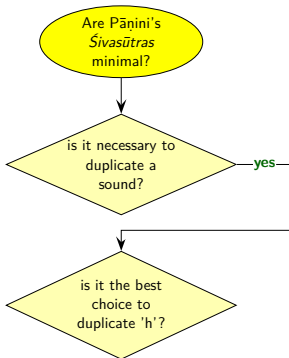 Are Pāṇini's
Śivasūtras
minimal?
is it necessary to
duplicate a
sound?
yes
is it the best
choice to
duplicate 'h'?